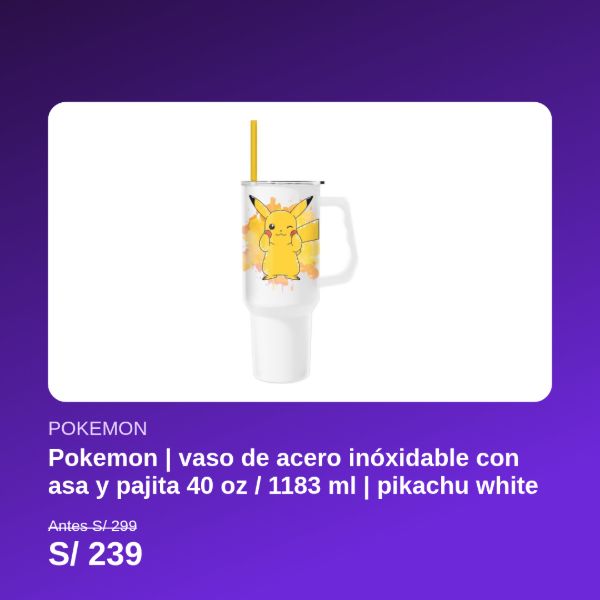 POKEMON
Pokemon | vaso de acero inóxidable con
asa y pajita 40 oz / 1183 ml | pikachu white
Antes S/ 299
S/ 239